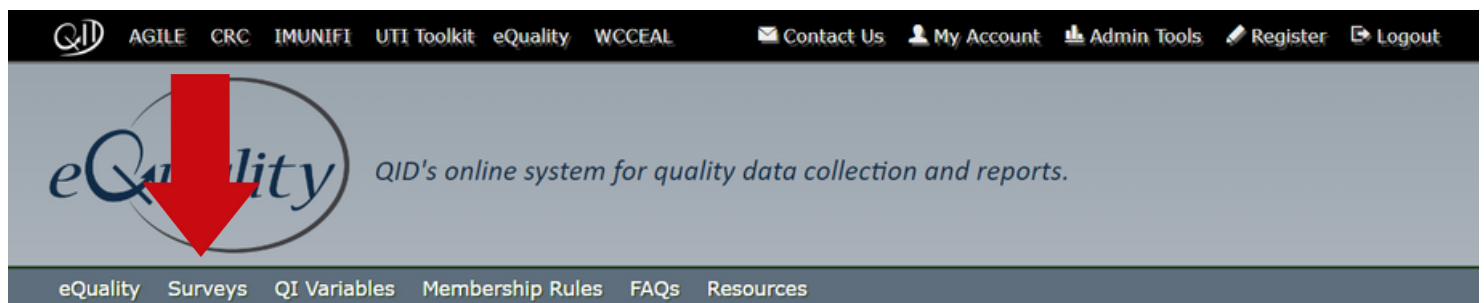 QID AGILE CRC IMUNIFI UTI Toolkit eQuality WCCEAL Contact Us My Account Admin Tools Register Logout
eQuality QID's online system for quality data collection and reports.
eQuality Surveys QI Variables Membership Rules FAQs Resources